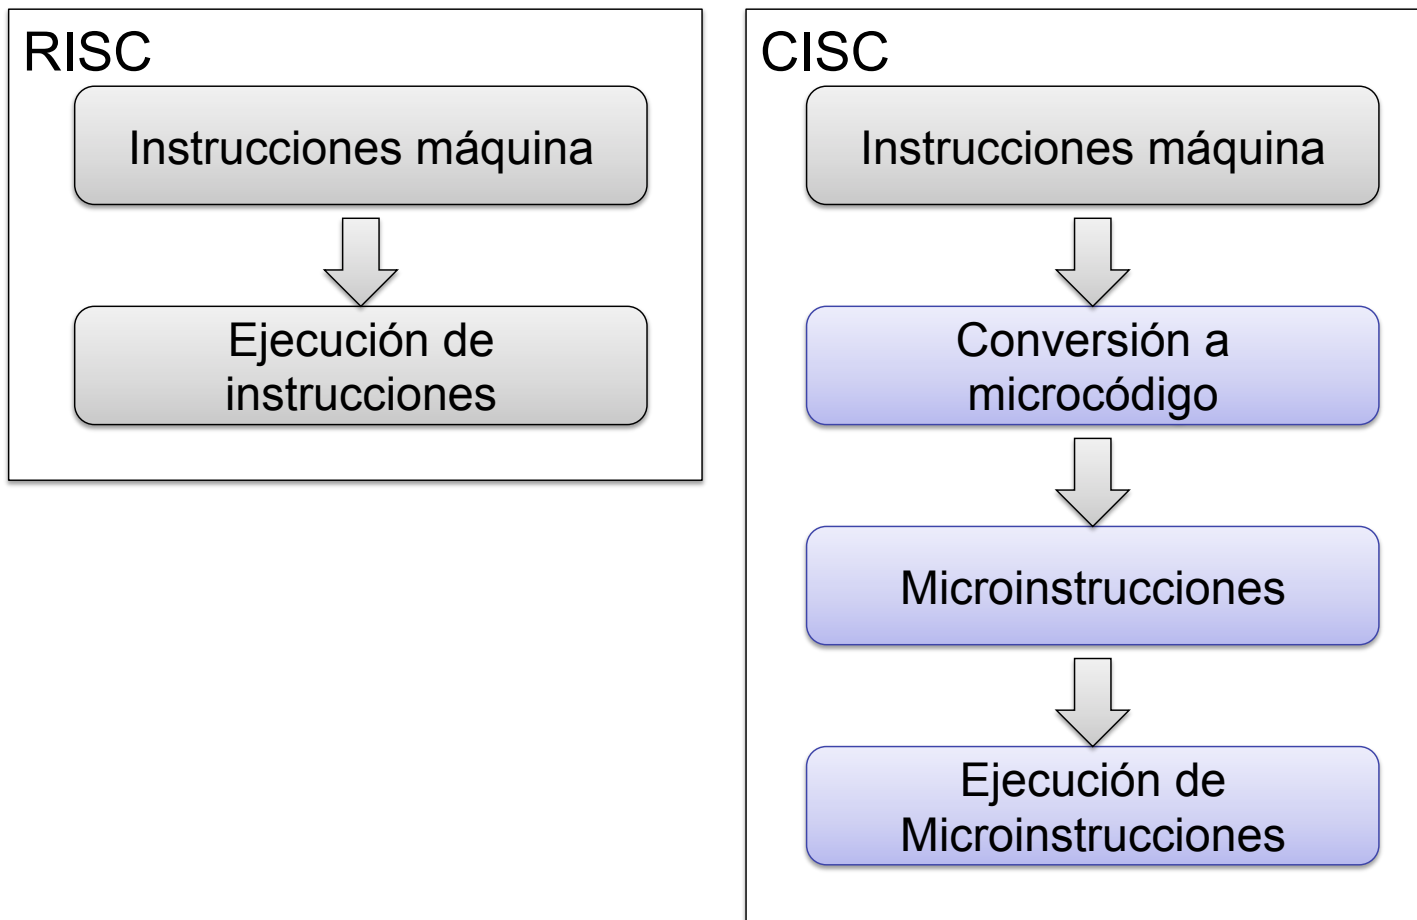 RISC
Instrucciones máquina
Ejecución de
instrucciones
CISC
Instrucciones máquina
Conversión a
microcódigo
Microinstrucciones
Ejecución de
Microinstrucciones